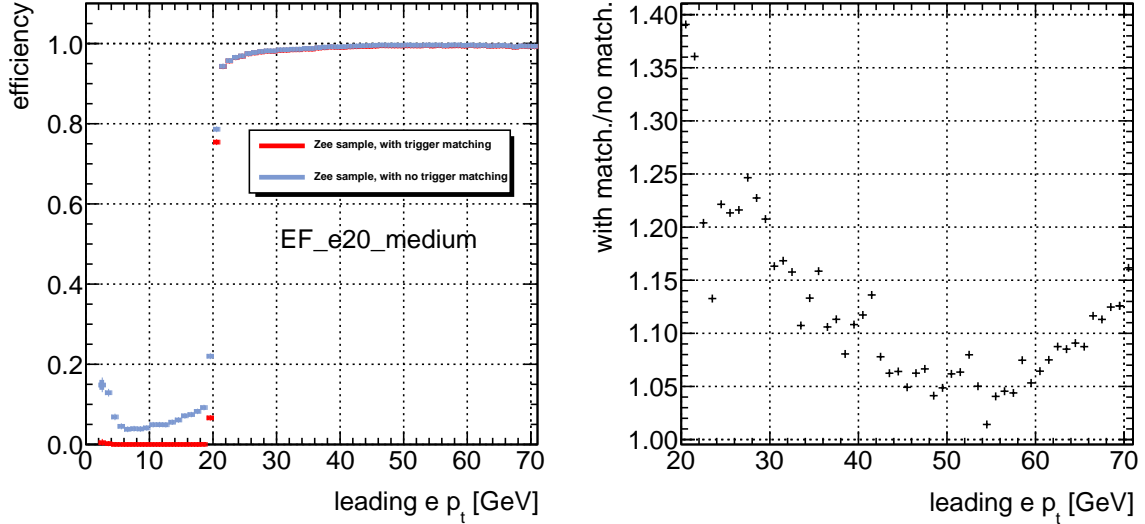 efficiency
1.0
0.8
0.6
0.4
0.2
0.0
Zee sample, with trigger matching
Zee sample, with no trigger matching
EF_e20_medium
0 10 20 30 40 50 60 70
leading e p_t [GeV]
with match./no match.
1.40
1.35
1.30
1.25
1.20
1.15
1.10
1.05
1.00
20 30 40 50 60 70
leading e p_t [GeV]